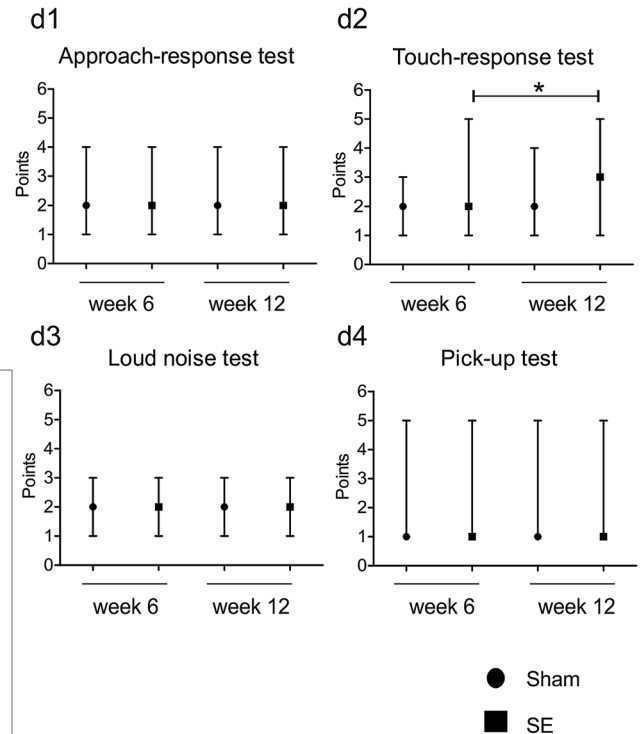 d1
Approach-response test
6
5
4
3
2
1
0
Points
week 6 week 12
d2
Touch-response test
*
6
5
4
3
2
1
0
Points
week 6 week 12
d3
Loud noise test
6
5
4
3
2
1
0
Points
week 6 week 12
d4
Pick-up test
6
5
4
3
2
1
0
Points
week 6 week 12
Sham
SE